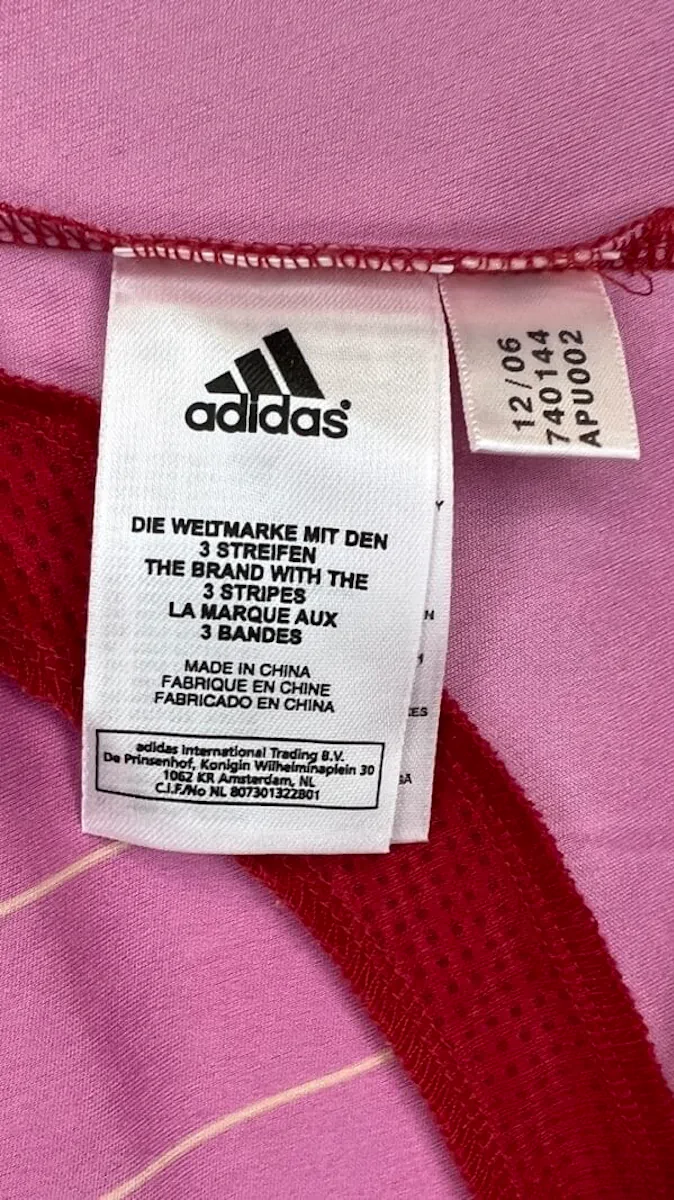 adidas®
DIE WELTMARKE MIT DEN
3 STREIFEN
THE BRAND WITH THE
3 STRIPES
LA MARQUE AUX
3 BANDES
MADE IN CHINA
FABRIQUE EN CHINE
FABRICADO EN CHINA
adidas International Trading B.V.
De Prinsenhof, Konigin Wilhelminaplein 30
1062 KR Amsterdam, NL
C.I.F./No NL 807301322B01
12/06
740144
APU002